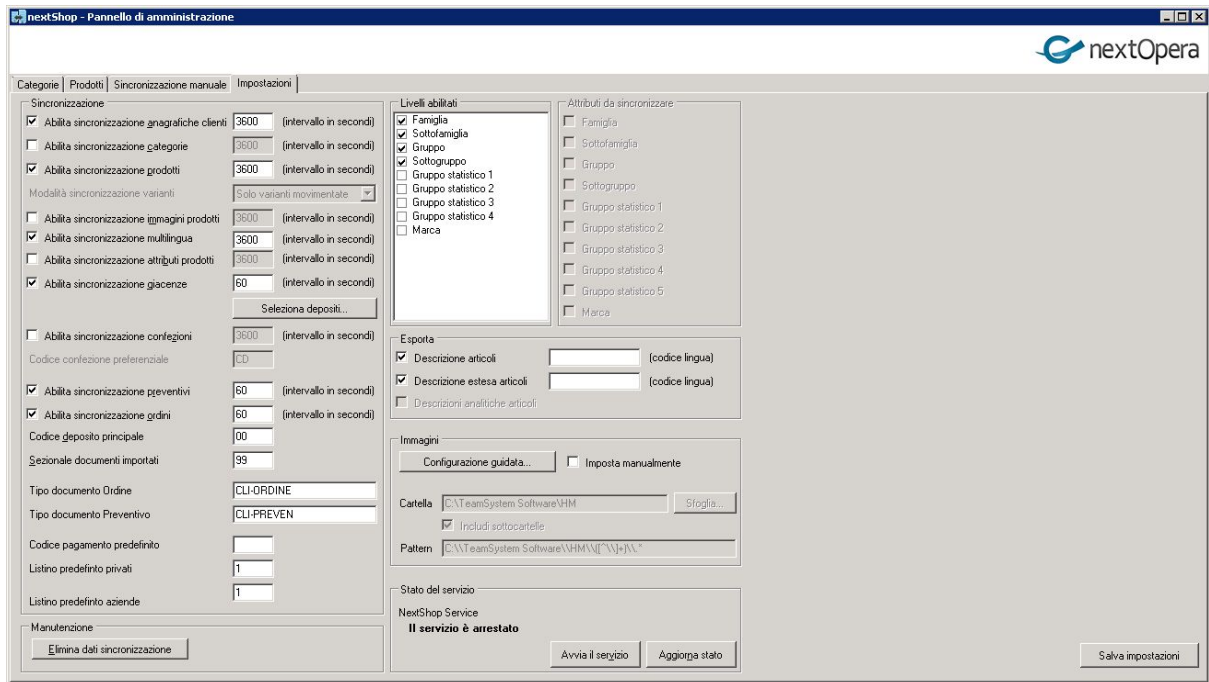 nextShop - Pannello di amministrazione
nextOpera
Categorie Prodotti Sincronizzazione manuale Impostazioni
Sincronizzazione
Abilita sincronizzazione anagrafiche clienti 3600 (intervallo in secondi)
Abilita sincronizzazione categorie 3600 (intervallo in secondi)
Abilita sincronizzazione prodotti 3600 (intervallo in secondi)
Modalità sincronizzazione varianti Solo varianti movimentate
Abilita sincronizzazione immagini prodotti 3600 (intervallo in secondi)
Abilita sincronizzazione multilingua 3600 (intervallo in secondi)
Abilita sincronizzazione attributi prodotti 3600 (intervallo in secondi)
Abilita sincronizzazione giacenze 60 (intervallo in secondi)
Seleziona depositi...
Abilita sincronizzazione confezioni 3600 (intervallo in secondi)
Codice confezione preferenziale CD
Abilita sincronizzazione preventivi 60 (intervallo in secondi)
Abilita sincronizzazione ordini 60 (intervallo in secondi)
Codice deposito principale 00
Sezionale documenti importati 99
Tipo documento Ordine CLI-ORDINE
Tipo documento Preventivo CLI-PREVEN
Codice pagamento predefinito
Listino predefinto privati 1
Listino predefinto aziende 1
Manutenzione
Elimina dati sincronizzazione
Livelli abilitati
Famiglia
Sottofamiglia
Gruppo
Sottogruppo
Gruppo statistico 1
Gruppo statistico 2
Gruppo statistico 3
Gruppo statistico 4
Marca
Attributi da sincronizzare
Famiglia
Sottofamiglia
Gruppo
Sottogruppo
Gruppo statistico 1
Gruppo statistico 2
Gruppo statistico 3
Gruppo statistico 4
Gruppo statistico 5
Marca
Esporta
Descrizione articoli (codice lingua)
Descrizione estesa articoli (codice lingua)
Descrizioni analitiche articoli
Immagini
Configurazione guidata... Imposta manualmente
Cartella C:\TeamSystem Software\HM Sfoglia...
Includi sottocartelle
Pattern C:\\TeamSystem Software\\HM\\([^\\]+)\\.*
Stato del servizio
NextShop Service
Il servizio è arrestato
Avvia il servizio Aggiorna stato
Salva impostazioni